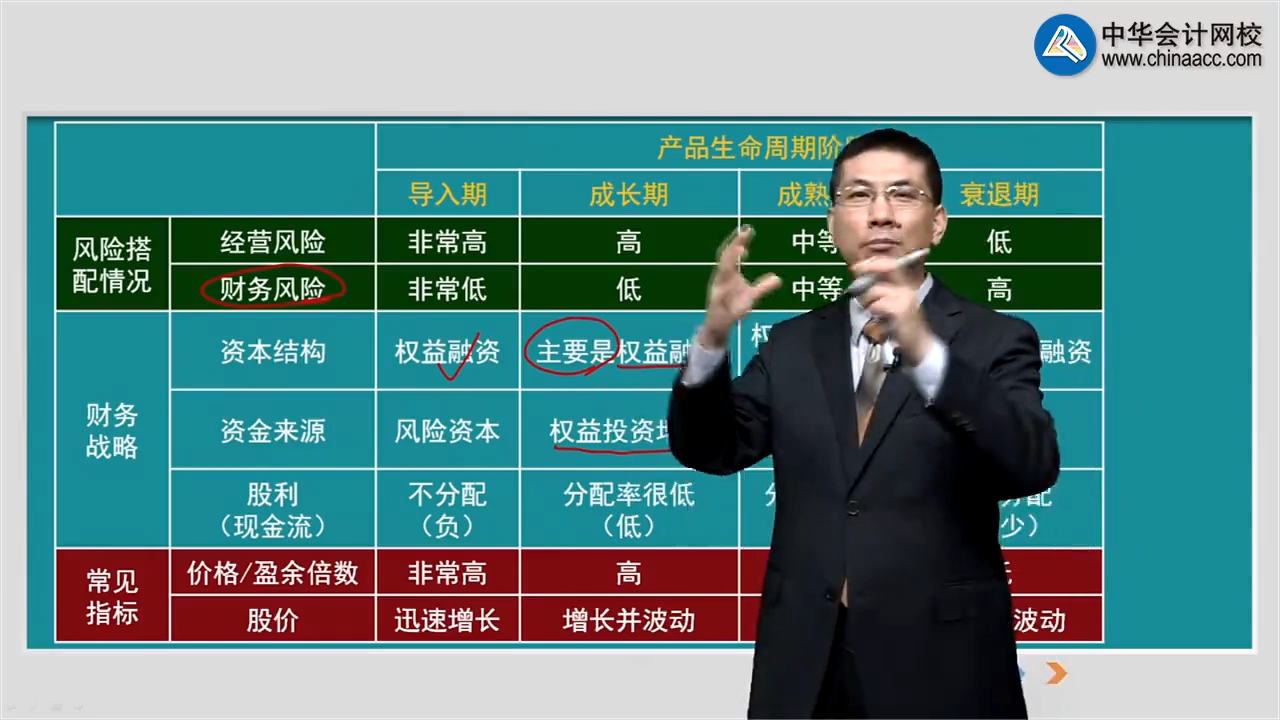 中华会计网校
www.chinaacc.com
产品生命周期阶
导入期 成长期 成熟 衰退期
风险搭
配情况
经营风险 非常高 高 中等 低
财务风险 非常低 低 中等 高
财务
战略
资本结构 权益融资 主要是权益融 权 融资
资金来源 风险资本 权益投资
股利
（现金流）
不分配
（负）
分配率很低
（低）
分 配
少）
常见
指标
价格/盈余倍数 非常高 高
股价 迅速增长 增长并波动 波动